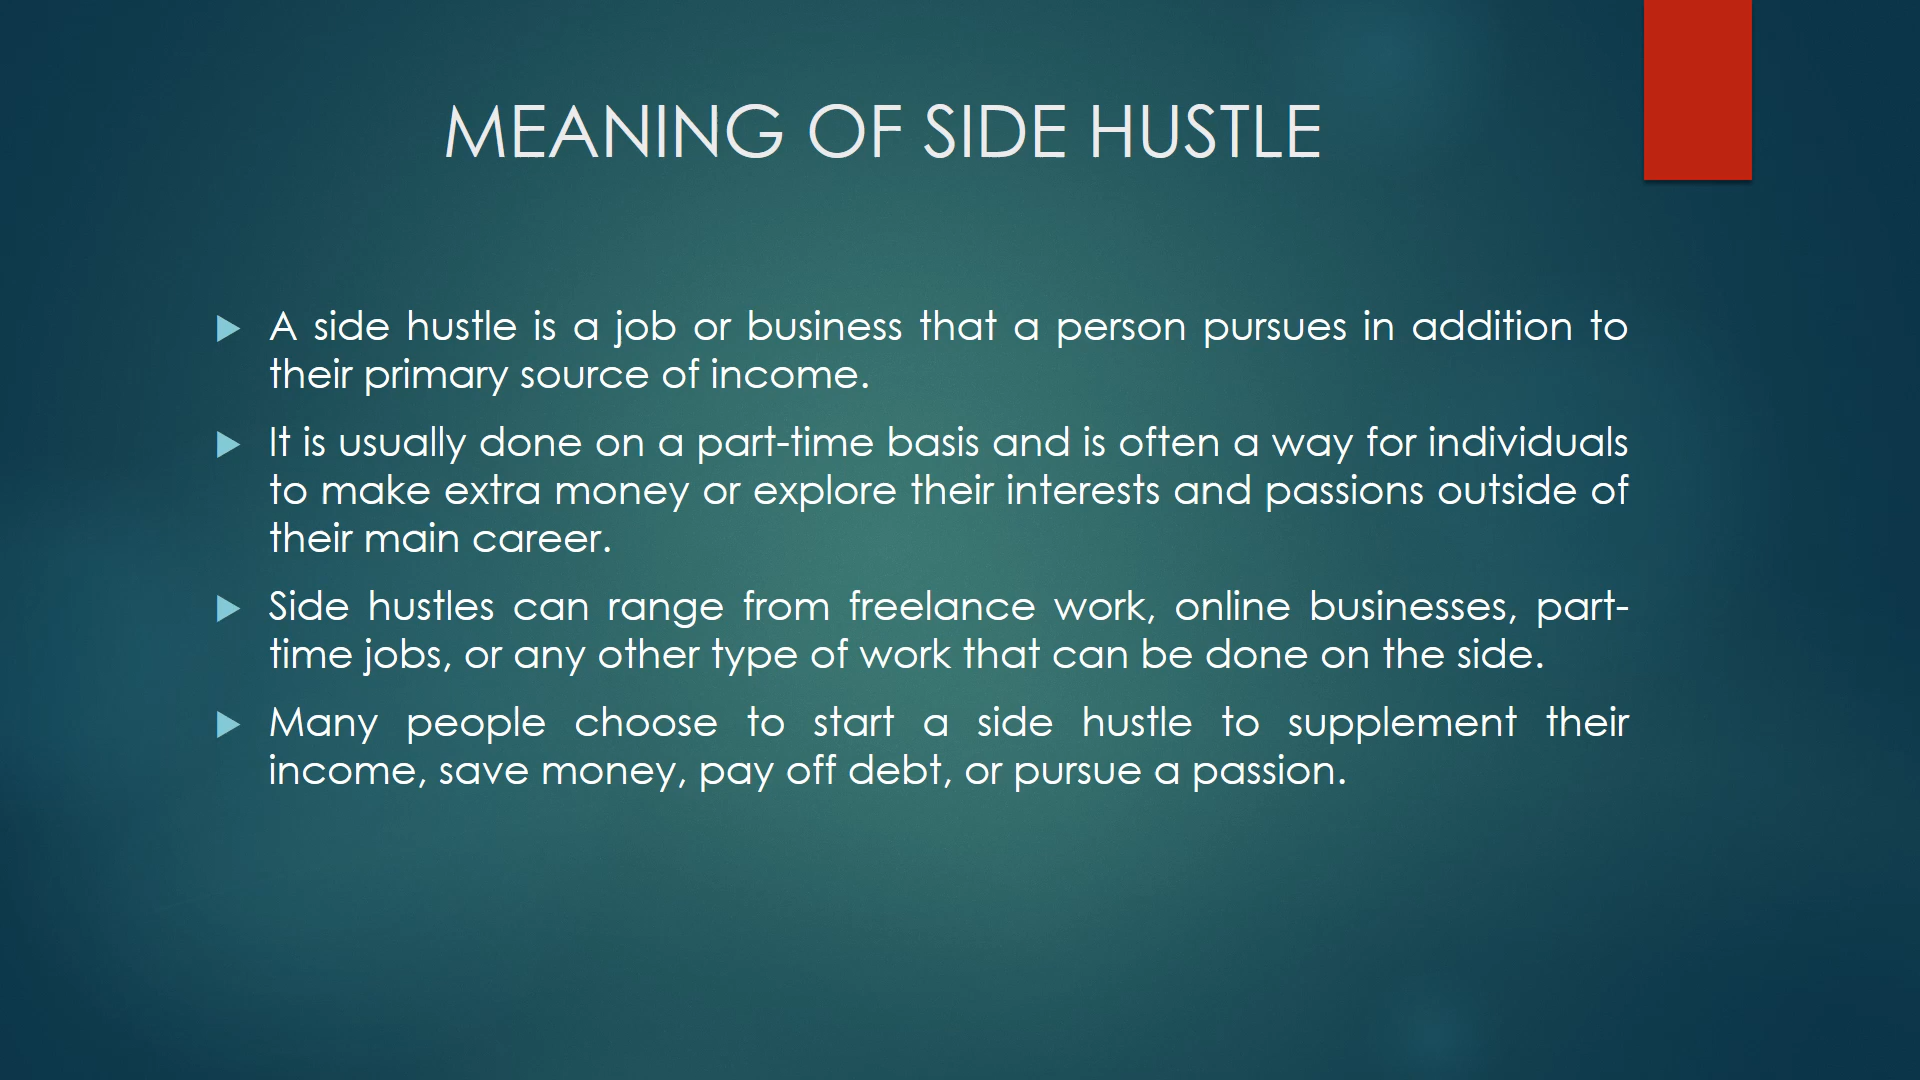 MEANING OF SIDE HUSTLE
A side hustle is a job or business that a person pursues in addition to
their primary source of income.
It is usually done on a part-time basis and is often a way for individuals
to make extra money or explore their interests and passions outside of
their main career.
Side hustles can range from freelance work, online businesses, part-
time jobs, or any other type of work that can be done on the side.
Many people choose to start a side hustle to supplement their
income, save money, pay off debt, or pursue a passion.